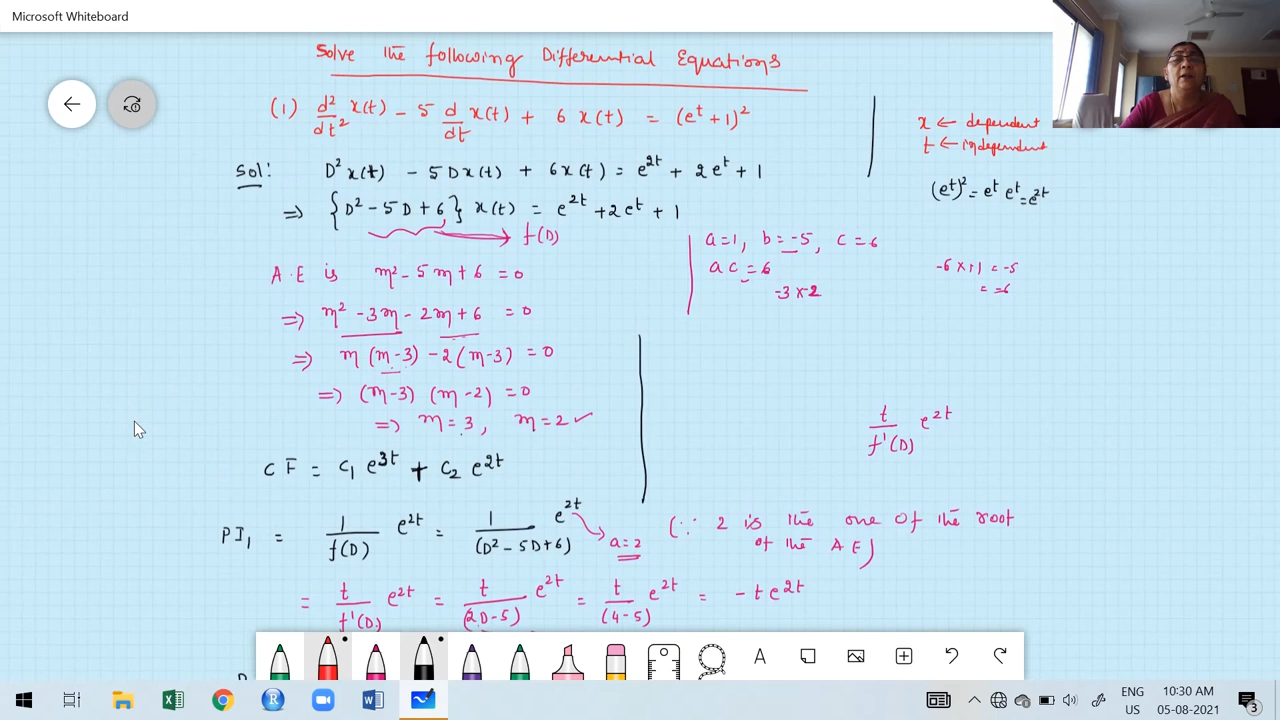 Microsoft Whiteboard
Solve the following Differential Equations
(1) d²/dt² x(t) - 5 d/dt x(t) + 6 x(t) = (e^t + 1)²
x ← dependent
t ← independent
Sol: D² x(t) - 5 D x(t) + 6x(t) = e^2t + 2e^t + 1
(e^t)² = e^t e^t = e^2t
⇒ {D² - 5D + 6} x(t) = e^2t + 2e^t + 1
f(D)
a=1, b=-5, c=6
A.E is m² - 5m + 6 = 0
ac = 6
-6 x +1 = -5
= -6
-3 x -2
⇒ m² - 3m - 2m + 6 = 0
⇒ m (m-3) - 2 (m-3) = 0
⇒ (m-3) (m-2) = 0
⇒ m = 3, m = 2 ✓
t/f'(D) e^2t
CF = C₁ e^3t + C₂ e^2t
PI₁ = 1/f(D) e^2t = 1/(D² - 5D + 6) e^2t
a=2
(∵ 2 is the one of the root
of the AE)
= t/f'(D) e^2t = t/(2D-5) e^2t = t/(4-5) e^2t = -t e^2t
A
ENG
US
10:30 AM
05-08-2021
3